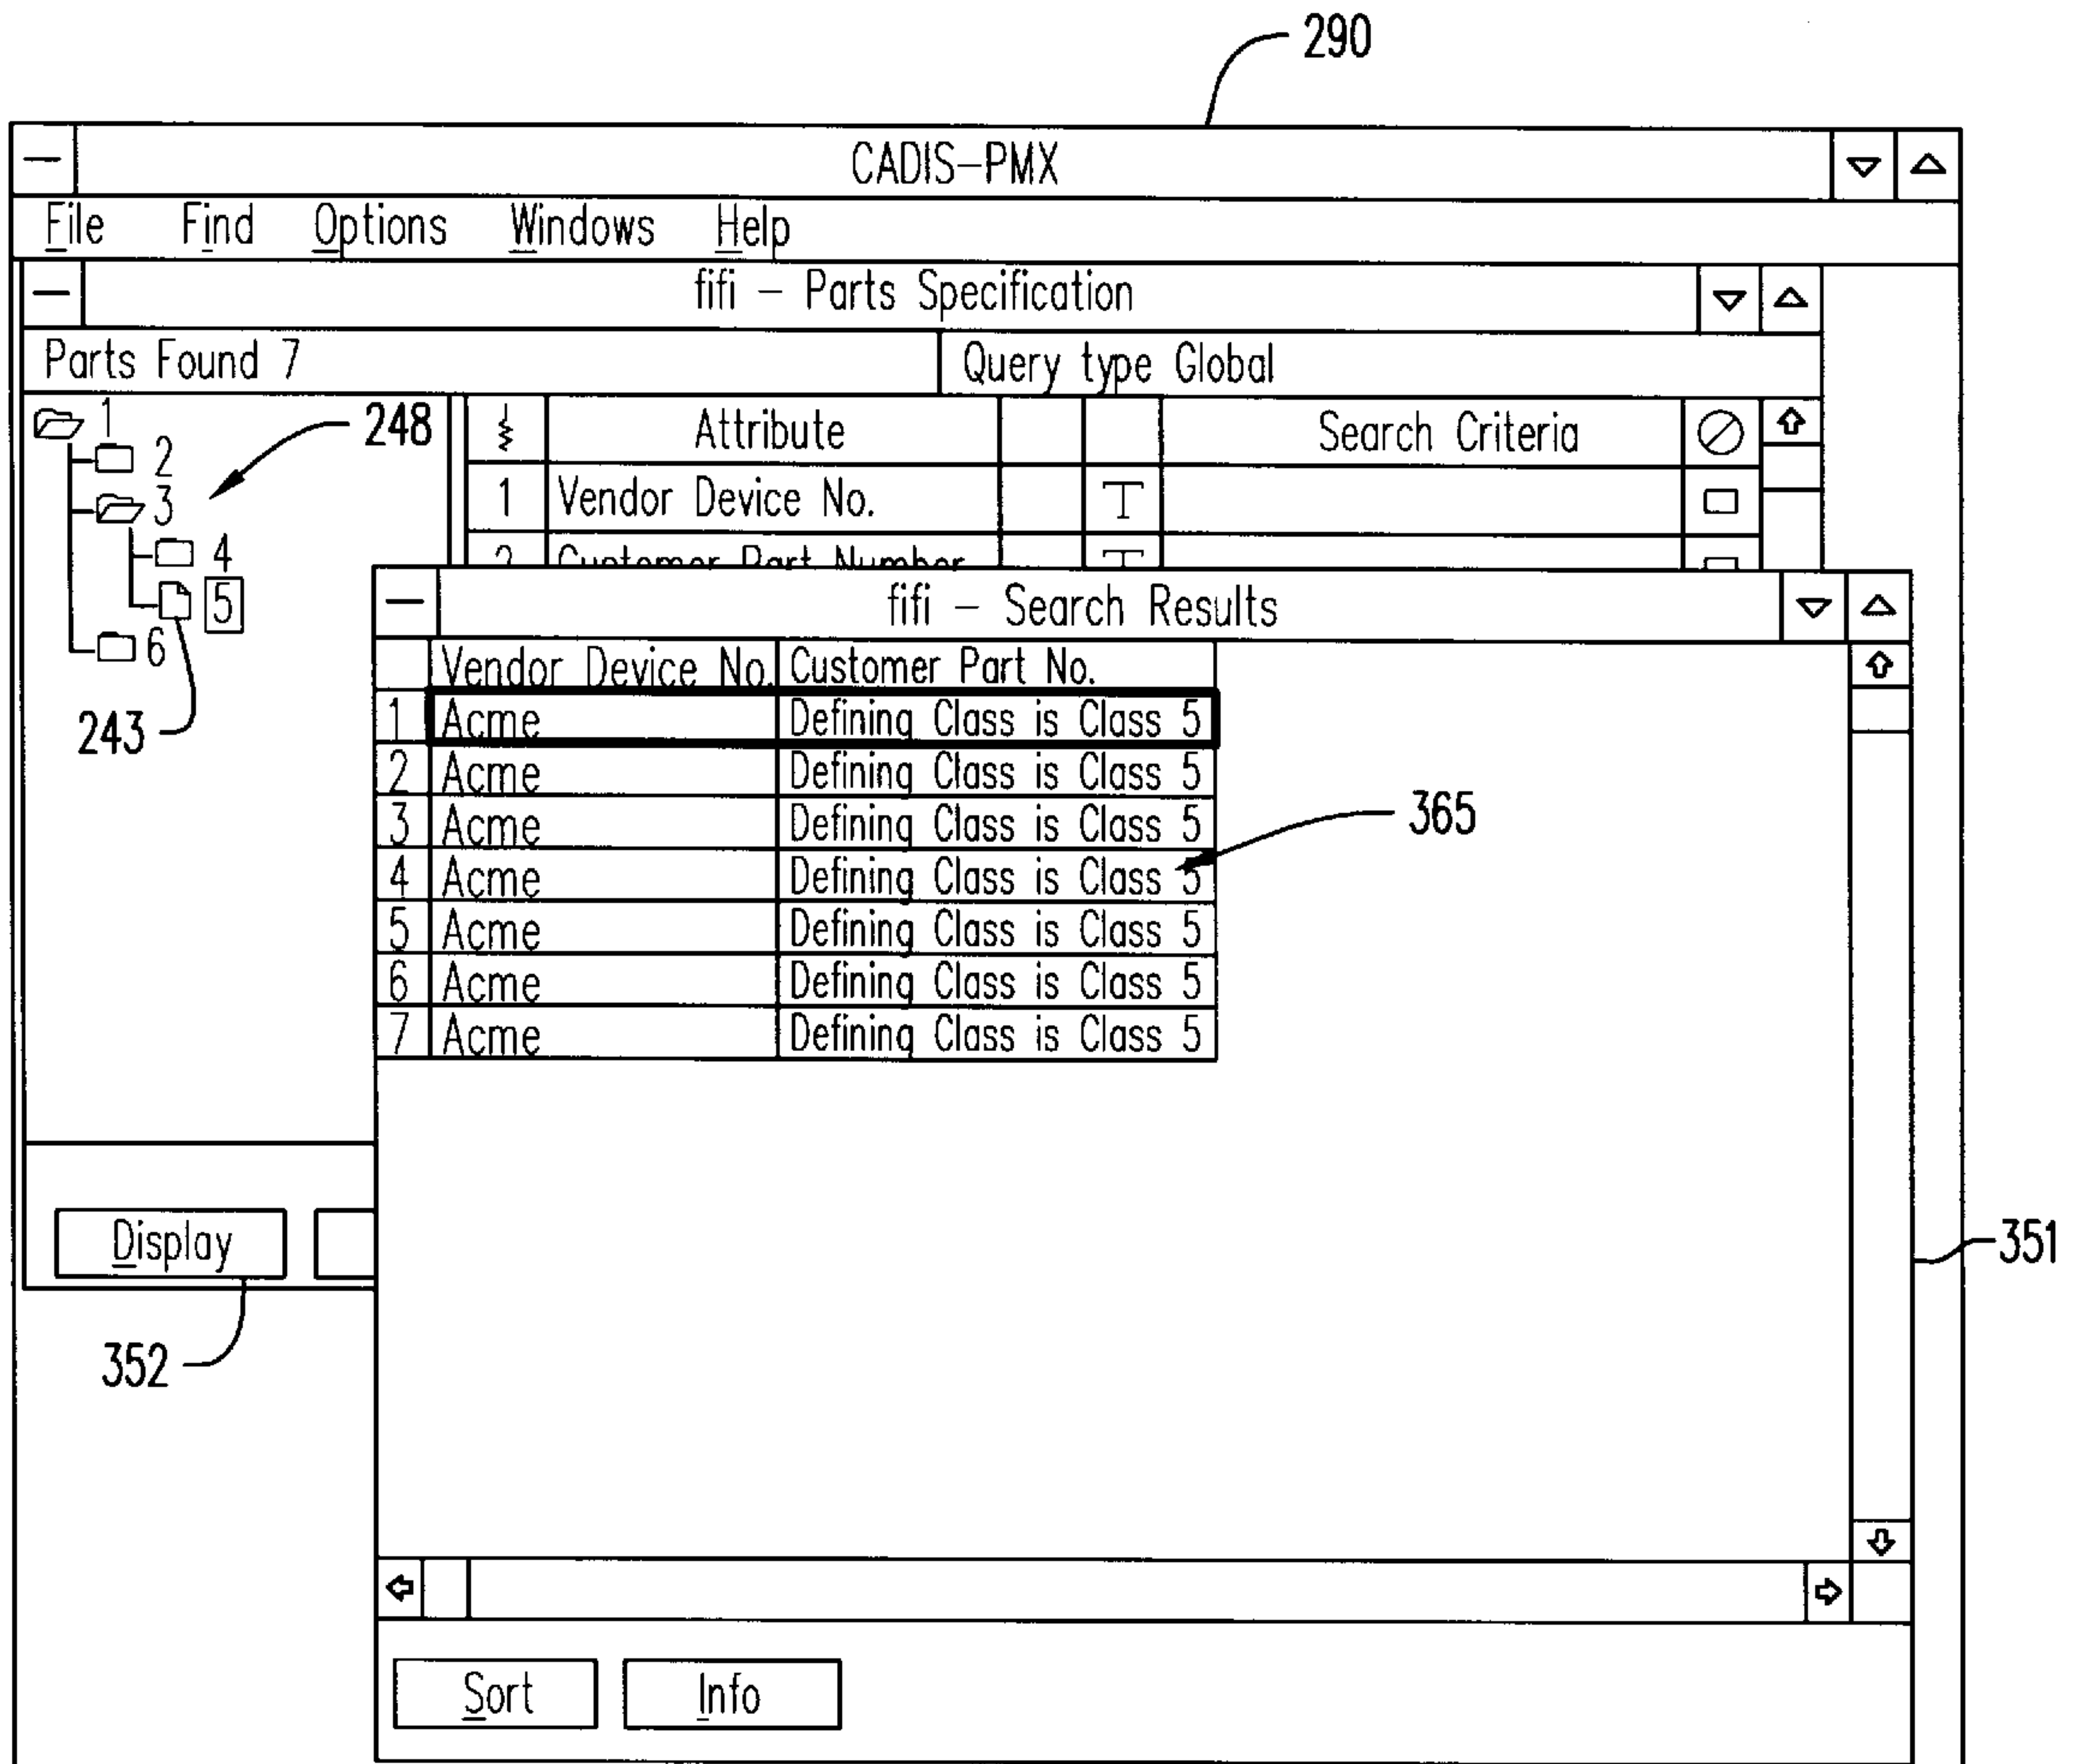 290
CADIS-PMX
File Find Options Windows Help
fifi - Parts Specification
Parts Found 7 Query type Global
1
2
3
4
5
6
248
243
Attribute Search Criteria
1 Vendor Device No. T
2 Customer Part Number T
fifi - Search Results
Vendor Device No. Customer Part No.
1 Acme Defining Class is Class 5
2 Acme Defining Class is Class 5
3 Acme Defining Class is Class 5
4 Acme Defining Class is Class 5
5 Acme Defining Class is Class 5
6 Acme Defining Class is Class 5
7 Acme Defining Class is Class 5
365
Display
351
352
Sort Info